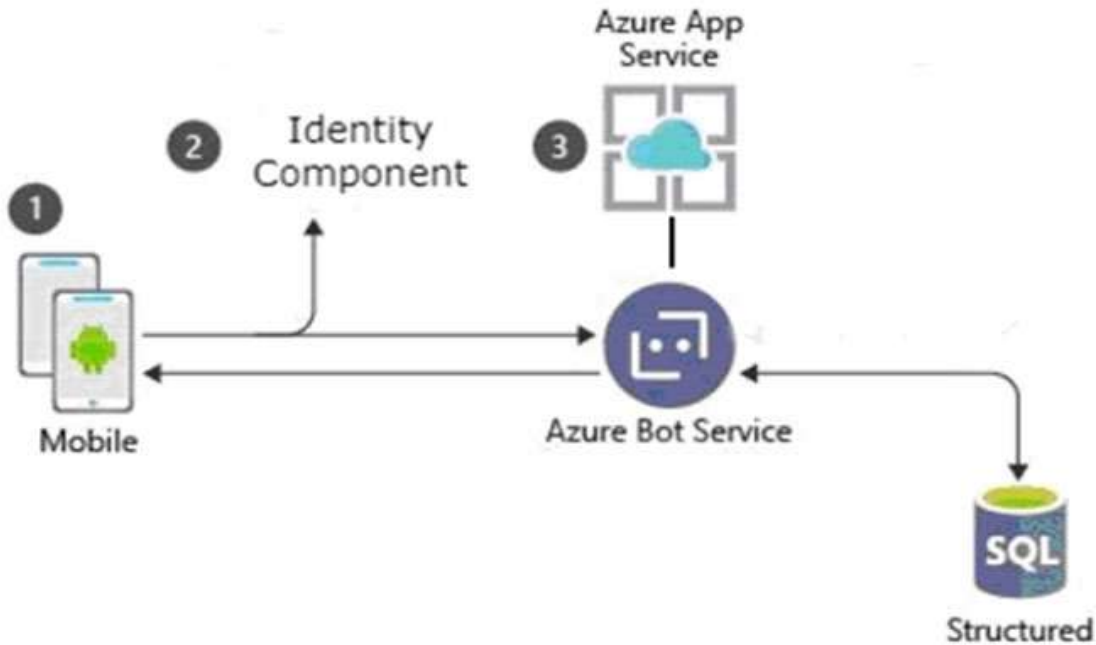 Azure App
Service
2
Identity
Component
3
1
Mobile
Azure Bot Service
SQL
Structured